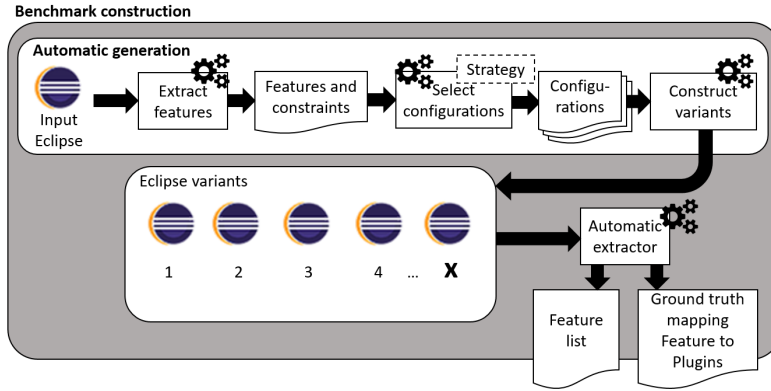 Benchmark construction
Automatic generation
Input
Eclipse
Extract
features
Features and
constraints
Strategy
Select
configurations
Configu-
rations
Construct
variants
Eclipse variants
1 2 3 4 ... X
Automatic
extractor
Feature
list
Ground truth
mapping
Feature to
Plugins